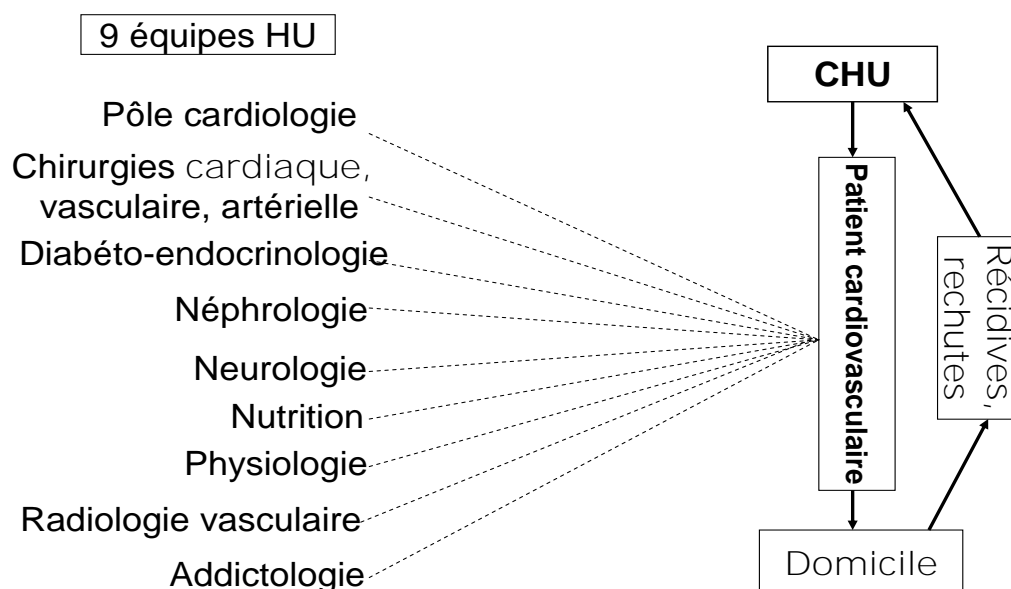 9 équipes HU
Pôle cardiologie
Chirurgies cardiaque,
vasculaire, artérielle
Diabéto-endocrinologie
Néphrologie
Neurologie
Nutrition
Physiologie
Radiologie vasculaire
Addictologie
CHU
Patient cardiovasculaire
Récidives,
rechutes
Domicile